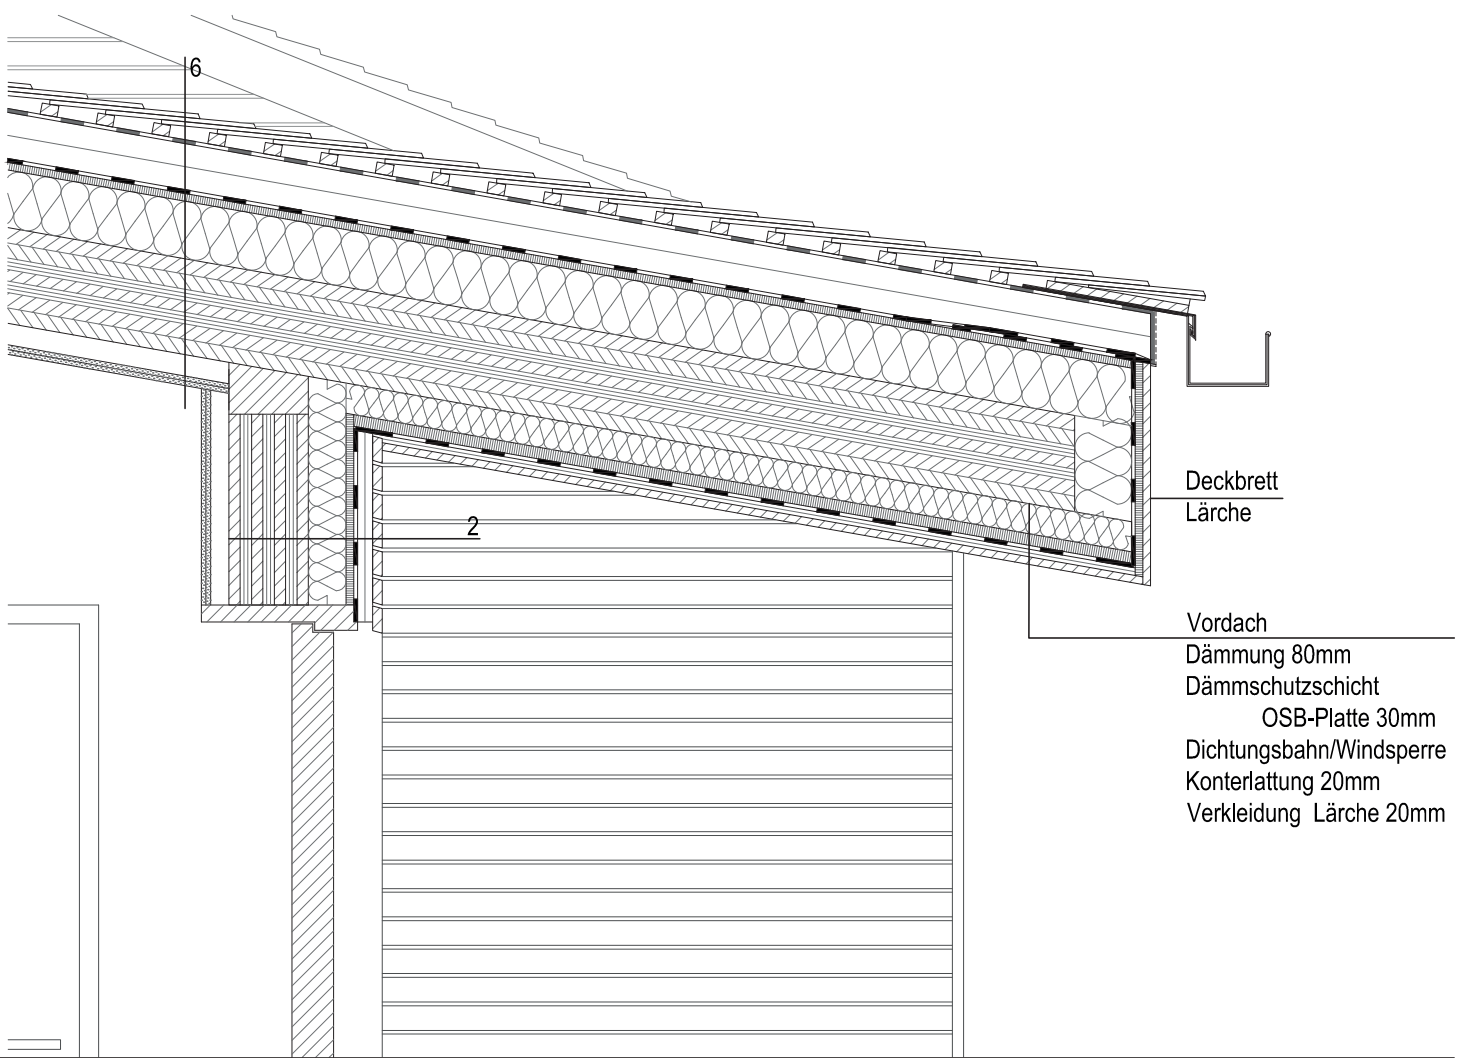 6
Deckbrett
Lärche
2
Vordach
Dämmung 80mm
Dämmschutzschicht
OSB-Platte 30mm
Dichtungsbahn/Windsperre
Konterlattung 20mm
Verkleidung Lärche 20mm